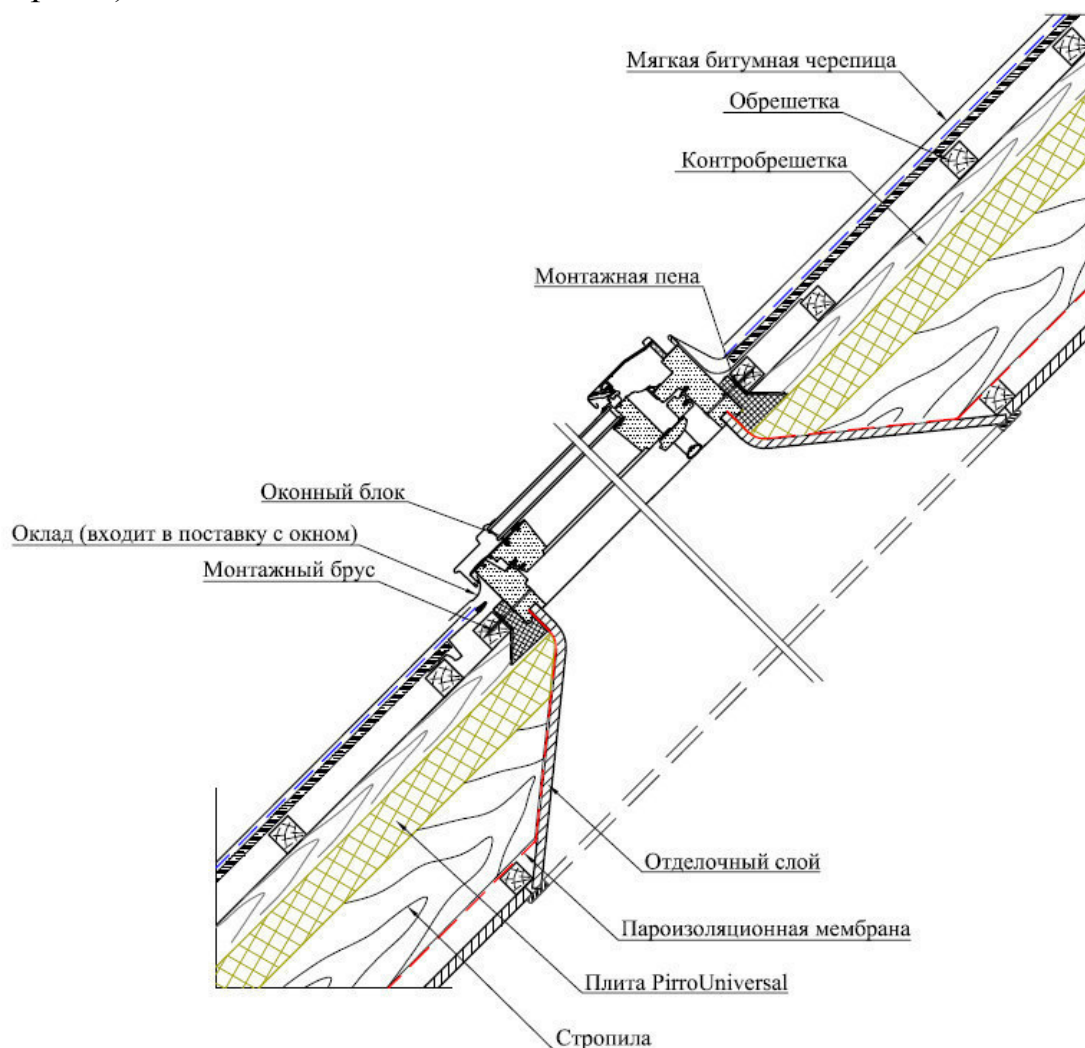 Мягкая битумная черепица
Обрешетка
Контробрешетка
Монтажная пена
Оконный блок
Оклад (входит в поставку с окном)
Монтажный брус
Отделочный слой
Пароизоляционная мембрана
Плита PirroUniversal
Стропила